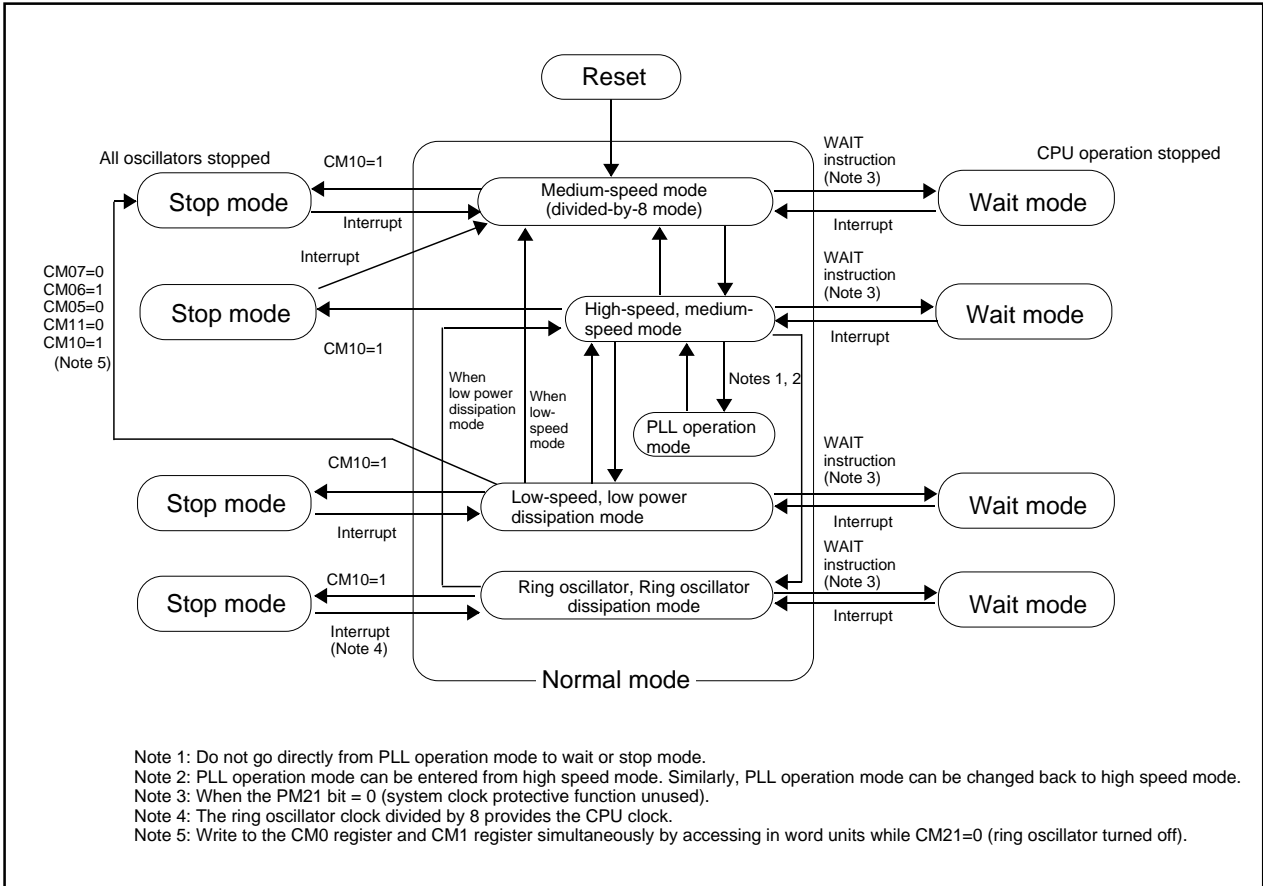 Reset
All oscillators stopped
CM10=1
WAIT
instruction
(Note 3)
CPU operation stopped
Stop mode
Medium-speed mode
(divided-by-8 mode)
Wait mode
Interrupt
Interrupt
Interrupt
CM07=0
CM06=1
CM05=0
CM11=0
CM10=1
(Note 5)
WAIT
instruction
(Note 3)
Stop mode
High-speed, medium-
speed mode
Wait mode
CM10=1
Interrupt
When
low power
dissipation
mode
When
low-
speed
mode
Notes 1, 2
PLL operation
mode
CM10=1
WAIT
instruction
(Note 3)
Stop mode
Low-speed, low power
dissipation mode
Wait mode
Interrupt
Interrupt
CM10=1
WAIT
instruction
(Note 3)
Stop mode
Ring oscillator, Ring oscillator
dissipation mode
Wait mode
Interrupt
(Note 4)
Interrupt
Normal mode
Note 1: Do not go directly from PLL operation mode to wait or stop mode.
Note 2: PLL operation mode can be entered from high speed mode. Similarly, PLL operation mode can be changed back to high speed mode.
Note 3: When the PM21 bit = 0 (system clock protective function unused).
Note 4: The ring oscillator clock divided by 8 provides the CPU clock.
Note 5: Write to the CM0 register and CM1 register simultaneously by accessing in word units while CM21=0 (ring oscillator turned off).